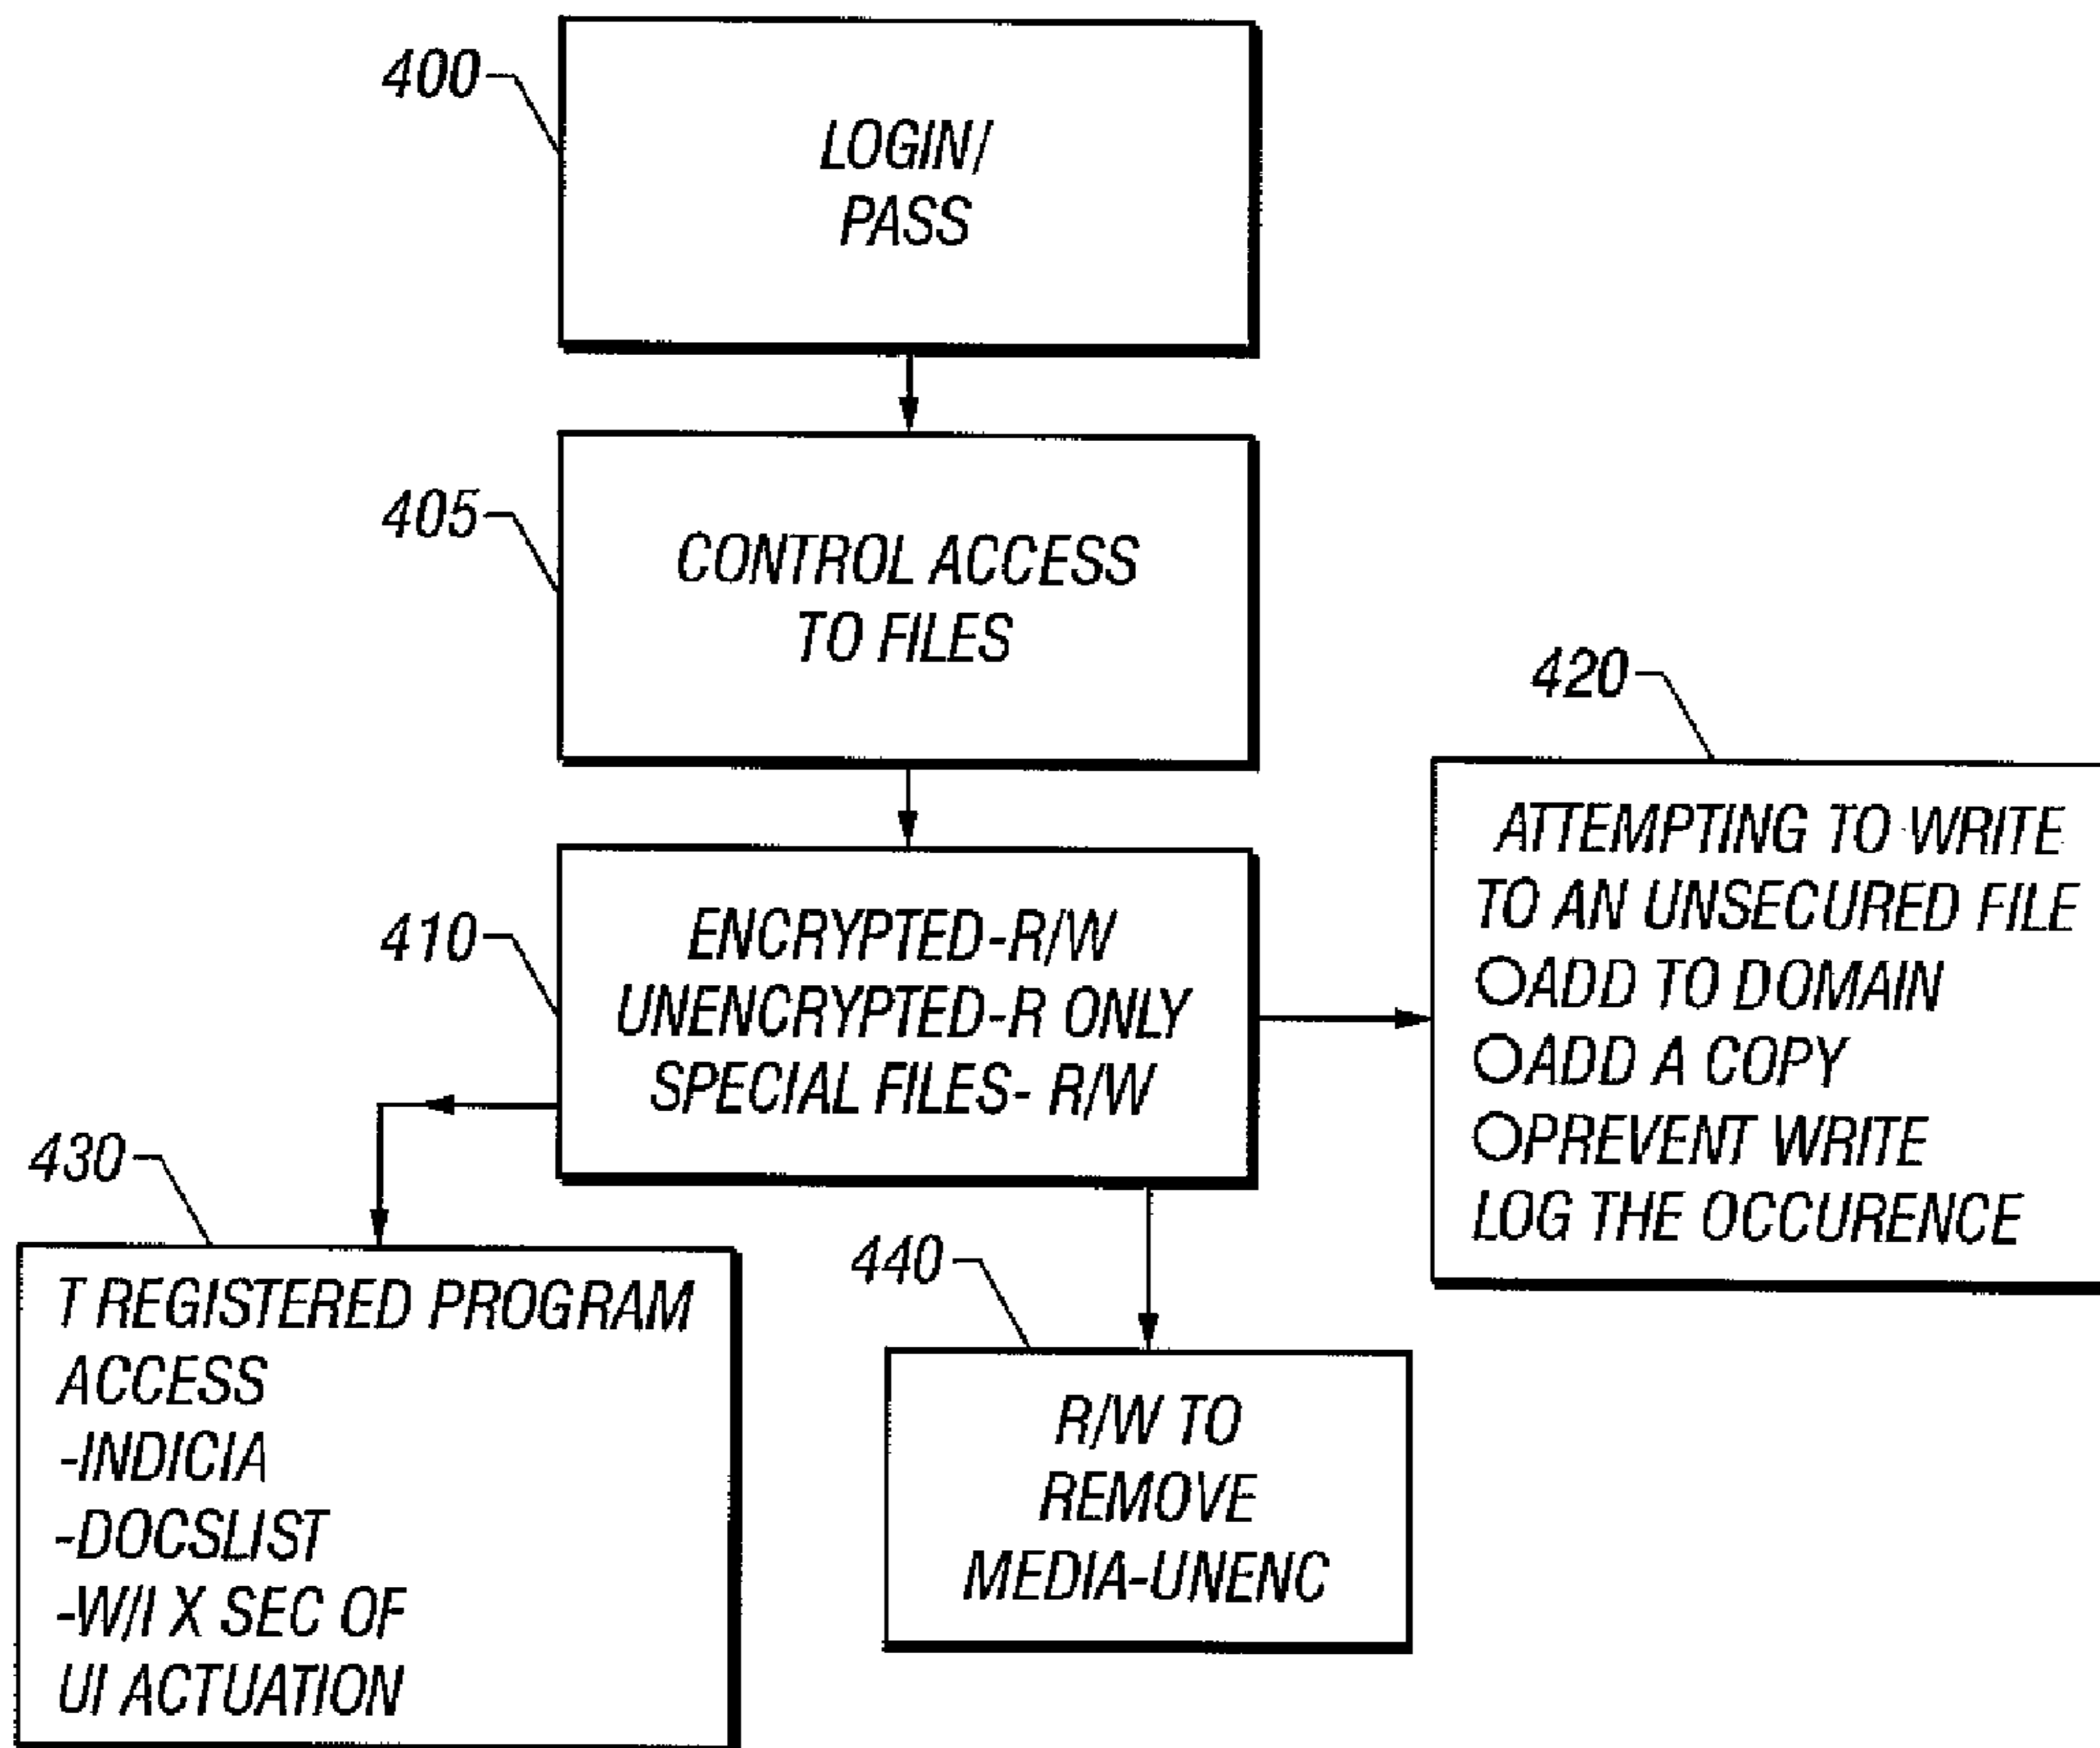 400
LOGIN/
PASS
405
CONTROL ACCESS
TO FILES
410
ENCRYPTED-R/W
UNENCRYPTED-R ONLY
SPECIAL FILES- R/W
420
ATTEMPTING TO WRITE
TO AN UNSECURED FILE
○ADD TO DOMAIN
○ADD A COPY
○PREVENT WRITE
LOG THE OCCURENCE
430
T REGISTERED PROGRAM
ACCESS
-INDICIA
-DOCSLIST
-W/I X SEC OF
UI ACTUATION
440
R/W TO
REMOVE
MEDIA-UNENC